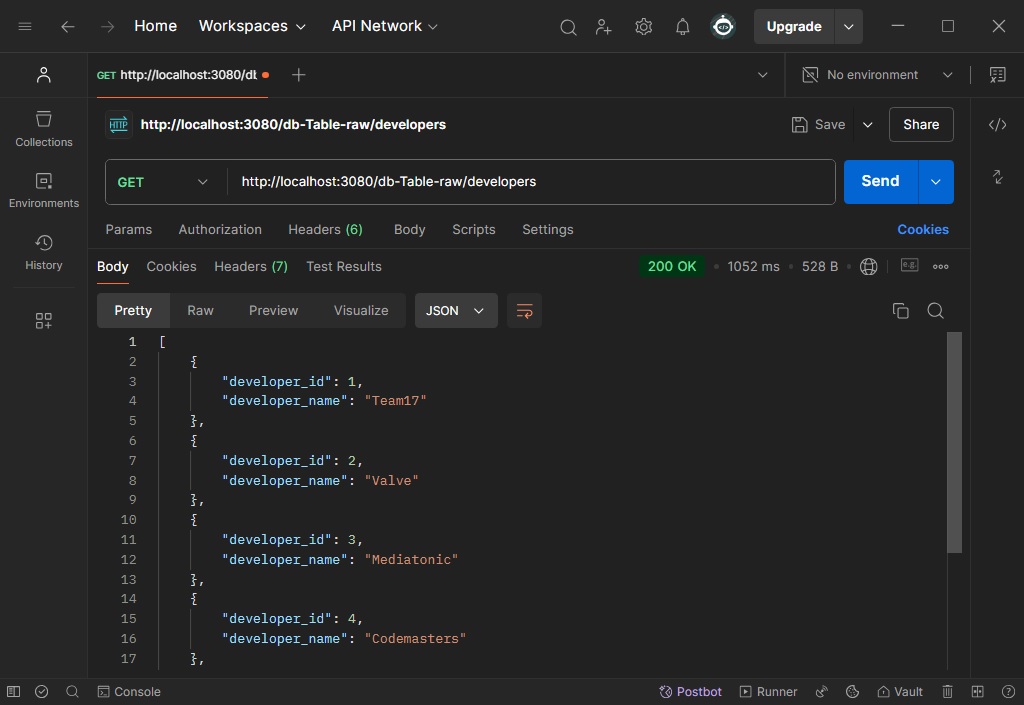 Home Workspaces API Network Upgrade
GET http://localhost:3080/db No environment
HTTP http://localhost:3080/db-Table-raw/developers Save Share
Collections
Environments
History
GET http://localhost:3080/db-Table-raw/developers Send
Params Authorization Headers (6) Body Scripts Settings Cookies
Body Cookies Headers (7) Test Results 200 OK 1052 ms 528 B e.g.
Pretty Raw Preview Visualize JSON
1 [
2 {
3 "developer_id": 1,
4 "developer_name": "Team17"
5 },
6 {
7 "developer_id": 2,
8 "developer_name": "Valve"
9 },
10 {
11 "developer_id": 3,
12 "developer_name": "Mediatonic"
13 },
14 {
15 "developer_id": 4,
16 "developer_name": "Codemasters"
17 },
Console Postbot Runner Vault